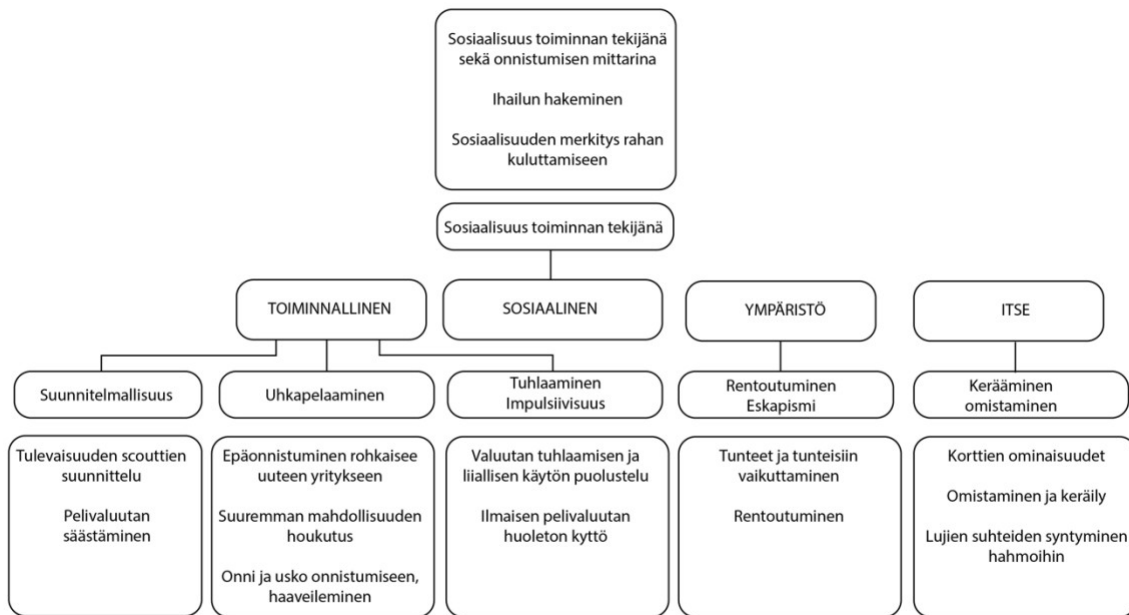 Sosiaalisuus toiminnan tekijänä
sekä onnistumisen mittarina
Ihailun hakeminen
Sosiaalisuuden merkitys rahan
kuluttamiseen
Sosiaalisuus toiminnan tekijänä
TOIMINNALLINEN
SOSIAALINEN
YMPÄRISTÖ
ITSE
Suunnitelmallisuus
Uhkapelaaminen
Tuhlaaminen
Impulsiivisuus
Rentoutuminen
Eskapismi
Kerääminen
omistaminen
Tulevaisuuden scouttien
suunnittelu
Pelivaluutan
säästäminen
Epäonnistuminen rohkaisee
uuteen yritykseen
Suuremman mahdollisuuden
houkutus
Onni ja usko onnistumiseen,
haaveileminen
Valuutan tuhlaamisen ja
liiallisen käytön puolustelu
Ilmaisen pelivaluutan
huoleton kyttö
Tunteet ja tunteisiin
vaikuttaminen
Rentoutuminen
Korttien ominaisuudet
Omistaminen ja keräily
Lujien suhteiden syntyminen
hahmoihin